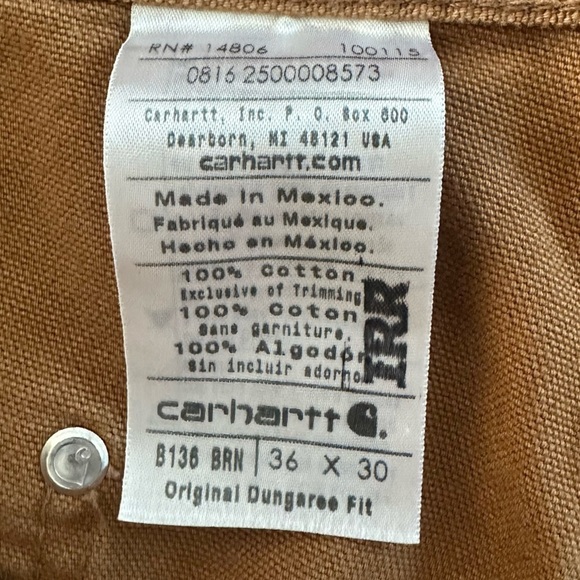 RN# 14806 100115
0816 2500008573
Carhartt, Inc. P. O. Box 600
Dearborn, MI 48121 USA
carhartt.com
Made in Mexico.
Fabriqué au Mexique.
Hecho en México.
100% Cotton
Exclusive of Trimming
100% Coton
Sans garniture.
100% Algodón
Sin incluir adorno
IRR
carhartt
B136 BRN | 36 X 30
Original Dungaree Fit